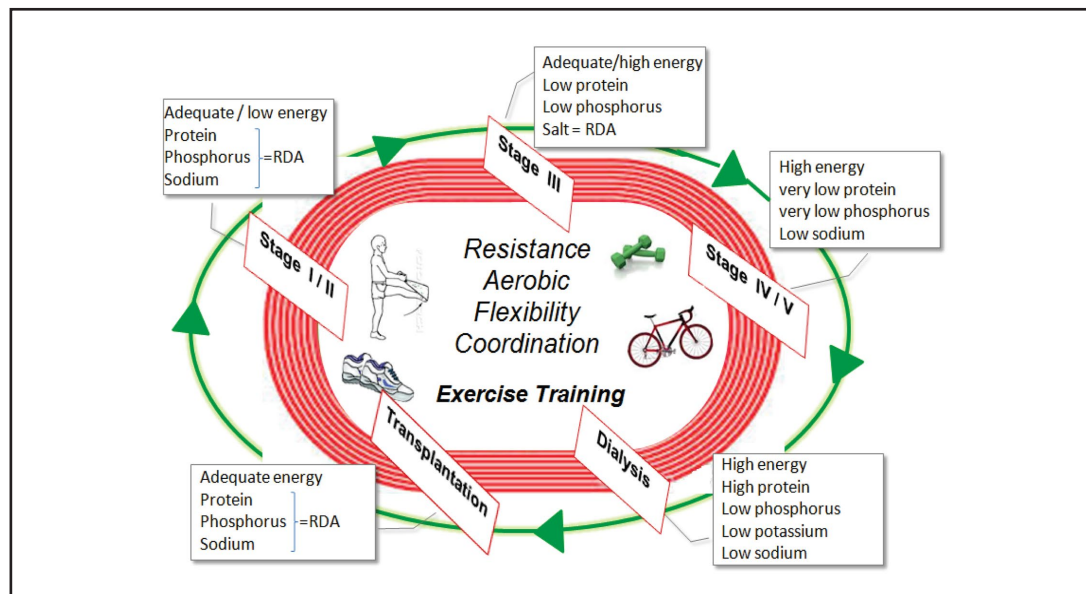 Adequate/high energy
Low protein
Low phosphorus
Salt = RDA
Adequate / low energy
Protein
Phosphorus =RDA
Sodium
Stage III
High energy
very low protein
very low phosphorus
Low sodium
Stage I / II
Stage IV / V
Resistance
Aerobic
Flexibility
Coordination
Exercise Training
Transplantation
Dialysis
Adequate energy
Protein
Phosphorus =RDA
Sodium
High energy
High protein
Low phosphorus
Low potassium
Low sodium